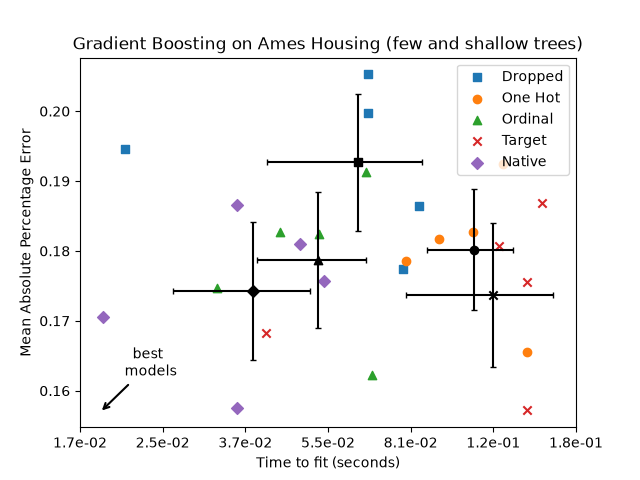 Gradient Boosting on Ames Housing (few and shallow trees)
Mean Absolute Percentage Error
0.20
0.19
0.18
0.17
0.16
Dropped
One Hot
Ordinal
Target
Native
best
models
1.7e-02
2.5e-02
3.7e-02
5.5e-02
8.1e-02
1.2e-01
1.8e-01
Time to fit (seconds)